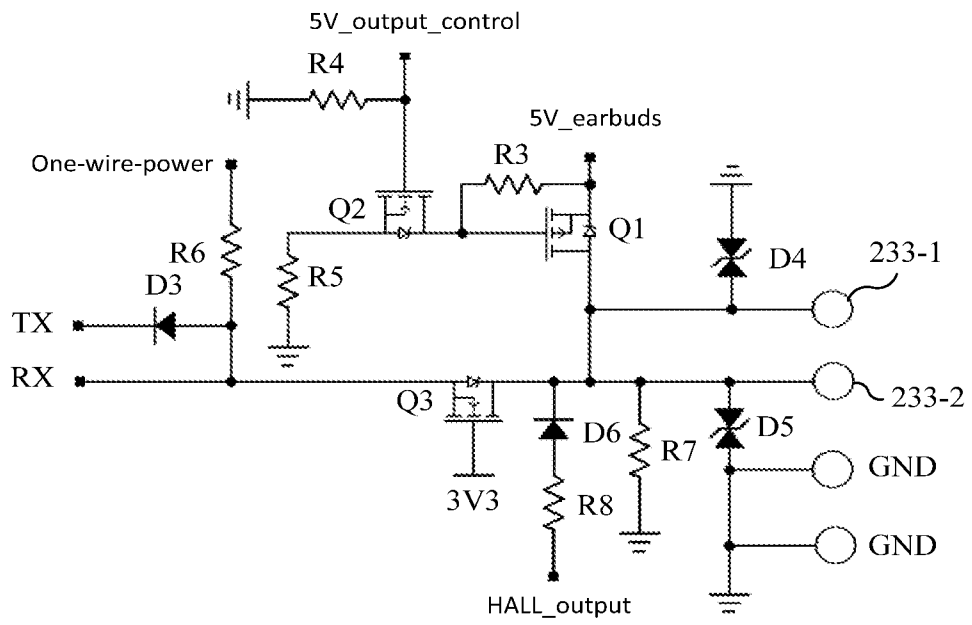 5V_output_control
R4
5V_earbuds
One-wire-power
R3
Q2
Q1
R6
R5
D4
233-1
D3
TX
RX
Q3
233-2
D6
D5
R7
3V3
R8
GND
GND
HALL_output